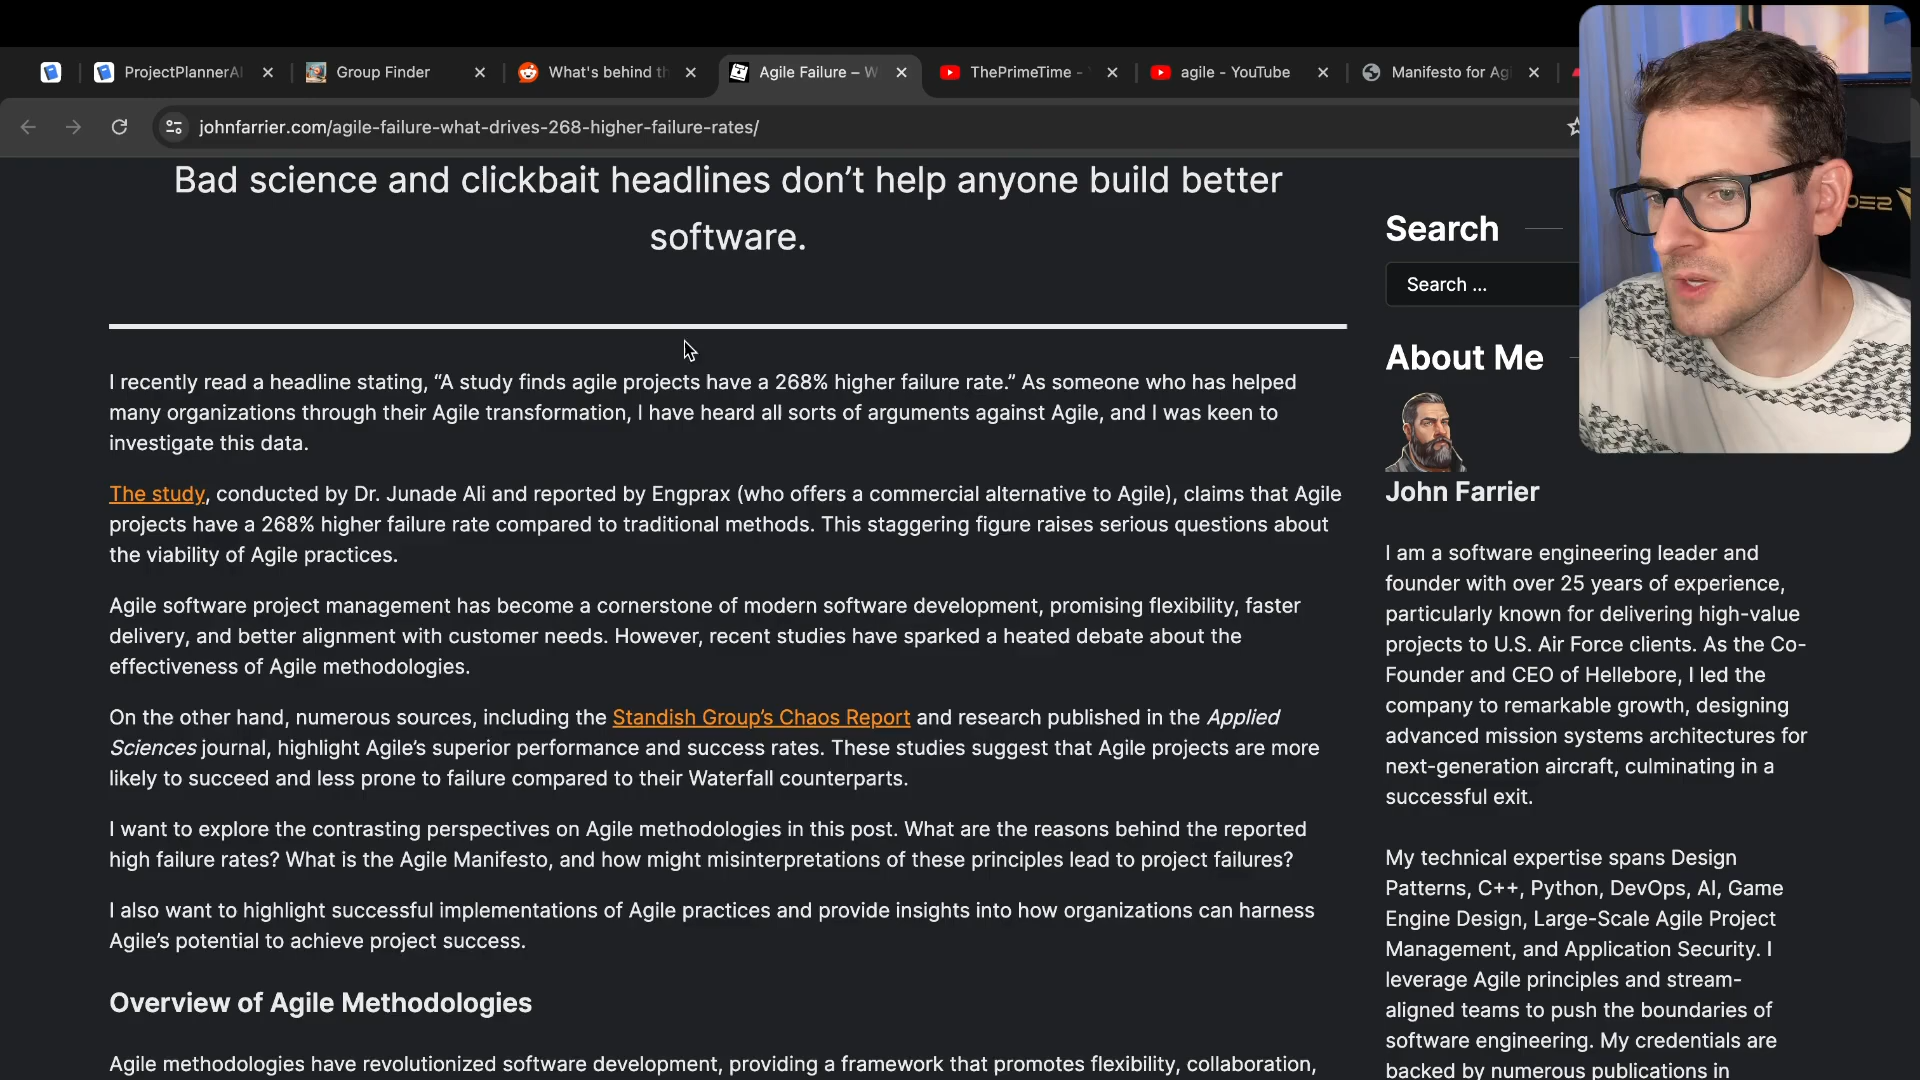 ProjectPlannerAI
Group Finder
What's behind th
Agile Failure – W
ThePrimeTime -
agile - YouTube
Manifesto for Agi
johnfarrier.com/agile-failure-what-drives-268-higher-failure-rates/
Bad science and clickbait headlines don’t help anyone build better
software.
I recently read a headline stating, “A study finds agile projects have a 268% higher failure rate.” As someone who has helped
many organizations through their Agile transformation, I have heard all sorts of arguments against Agile, and I was keen to
investigate this data.
The study, conducted by Dr. Junade Ali and reported by Engprax (who offers a commercial alternative to Agile), claims that Agile
projects have a 268% higher failure rate compared to traditional methods. This staggering figure raises serious questions about
the viability of Agile practices.
Agile software project management has become a cornerstone of modern software development, promising flexibility, faster
delivery, and better alignment with customer needs. However, recent studies have sparked a heated debate about the
effectiveness of Agile methodologies.
On the other hand, numerous sources, including the Standish Group’s Chaos Report and research published in the Applied
Sciences journal, highlight Agile’s superior performance and success rates. These studies suggest that Agile projects are more
likely to succeed and less prone to failure compared to their Waterfall counterparts.
I want to explore the contrasting perspectives on Agile methodologies in this post. What are the reasons behind the reported
high failure rates? What is the Agile Manifesto, and how might misinterpretations of these principles lead to project failures?
I also want to highlight successful implementations of Agile practices and provide insights into how organizations can harness
Agile’s potential to achieve project success.
Overview of Agile Methodologies
Agile methodologies have revolutionized software development, providing a framework that promotes flexibility, collaboration,
Search
Search ...
About Me
John Farrier
I am a software engineering leader and
founder with over 25 years of experience,
particularly known for delivering high-value
projects to U.S. Air Force clients. As the Co-
Founder and CEO of Hellebore, I led the
company to remarkable growth, designing
advanced mission systems architectures for
next-generation aircraft, culminating in a
successful exit.
My technical expertise spans Design
Patterns, C++, Python, DevOps, AI, Game
Engine Design, Large-Scale Agile Project
Management, and Application Security. I
leverage Agile principles and stream-
aligned teams to push the boundaries of
software engineering. My credentials are
backed by numerous publications in